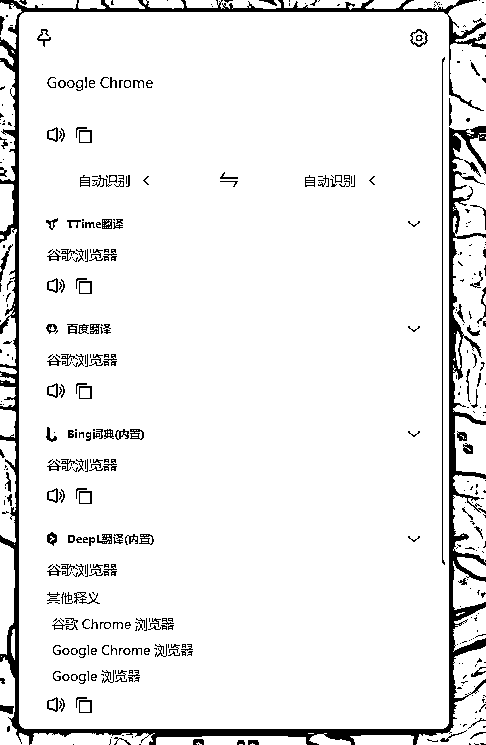 Google Chrome
自动识别 自动识别
TTime翻译
谷歌浏览器
百度翻译
谷歌浏览器
Bing词典(内置)
谷歌浏览器
DeepL翻译(内置)
谷歌浏览器
其他释义
谷歌 Chrome 浏览器
Google Chrome 浏览器
Google 浏览器